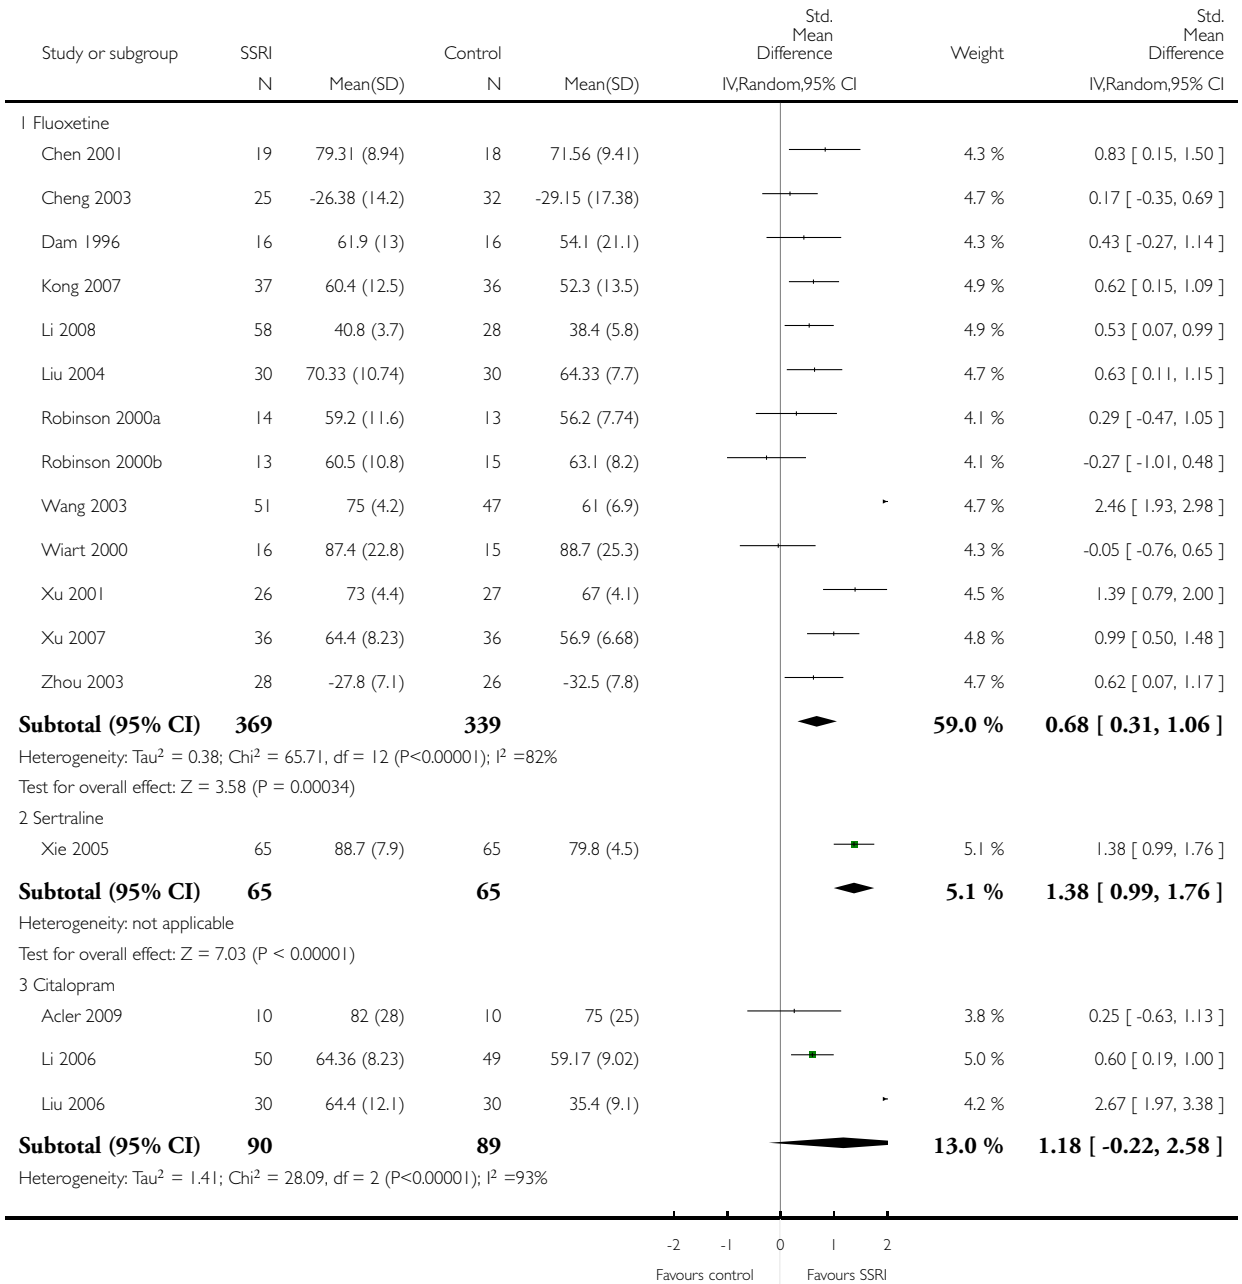 Std. Mean Difference Std. Mean Difference
Study or subgroup SSRI Control Weight
N Mean(SD) N Mean(SD) IV,Random,95% CI IV,Random,95% CI
1 Fluoxetine
Chen 2001 19 79.31 (8.94) 18 71.56 (9.41) 4.3 % 0.83 [ 0.15, 1.50 ]
Cheng 2003 25 -26.38 (14.2) 32 -29.15 (17.38) 4.7 % 0.17 [ -0.35, 0.69 ]
Dam 1996 16 61.9 (13) 16 54.1 (21.1) 4.3 % 0.43 [ -0.27, 1.14 ]
Kong 2007 37 60.4 (12.5) 36 52.3 (13.5) 4.9 % 0.62 [ 0.15, 1.09 ]
Li 2008 58 40.8 (3.7) 28 38.4 (5.8) 4.9 % 0.53 [ 0.07, 0.99 ]
Liu 2004 30 70.33 (10.74) 30 64.33 (7.7) 4.7 % 0.63 [ 0.11, 1.15 ]
Robinson 2000a 14 59.2 (11.6) 13 56.2 (7.74) 4.1 % 0.29 [ -0.47, 1.05 ]
Robinson 2000b 13 60.5 (10.8) 15 63.1 (8.2) 4.1 % -0.27 [ -1.01, 0.48 ]
Wang 2003 51 75 (4.2) 47 61 (6.9) 4.7 % 2.46 [ 1.93, 2.98 ]
Wiart 2000 16 87.4 (22.8) 15 88.7 (25.3) 4.3 % -0.05 [ -0.76, 0.65 ]
Xu 2001 26 73 (4.4) 27 67 (4.1) 4.5 % 1.39 [ 0.79, 2.00 ]
Xu 2007 36 64.4 (8.23) 36 56.9 (6.68) 4.8 % 0.99 [ 0.50, 1.48 ]
Zhou 2003 28 -27.8 (7.1) 26 -32.5 (7.8) 4.7 % 0.62 [ 0.07, 1.17 ]
Subtotal (95% CI) 369 339 59.0 % 0.68 [ 0.31, 1.06 ]
Heterogeneity: Tau² = 0.38; Chi² = 65.71, df = 12 (P<0.00001); I² =82%
Test for overall effect: Z = 3.58 (P = 0.00034)
2 Sertraline
Xie 2005 65 88.7 (7.9) 65 79.8 (4.5) 5.1 % 1.38 [ 0.99, 1.76 ]
Subtotal (95% CI) 65 65 5.1 % 1.38 [ 0.99, 1.76 ]
Heterogeneity: not applicable
Test for overall effect: Z = 7.03 (P < 0.00001)
3 Citalopram
Acler 2009 10 82 (28) 10 75 (25) 3.8 % 0.25 [ -0.63, 1.13 ]
Li 2006 50 64.36 (8.23) 49 59.17 (9.02) 5.0 % 0.60 [ 0.19, 1.00 ]
Liu 2006 30 64.4 (12.1) 30 35.4 (9.1) 4.2 % 2.67 [ 1.97, 3.38 ]
Subtotal (95% CI) 90 89 13.0 % 1.18 [ -0.22, 2.58 ]
Heterogeneity: Tau² = 1.41; Chi² = 28.09, df = 2 (P<0.00001); I² =93%
-2 -1 0 1 2
Favours control Favours SSRI